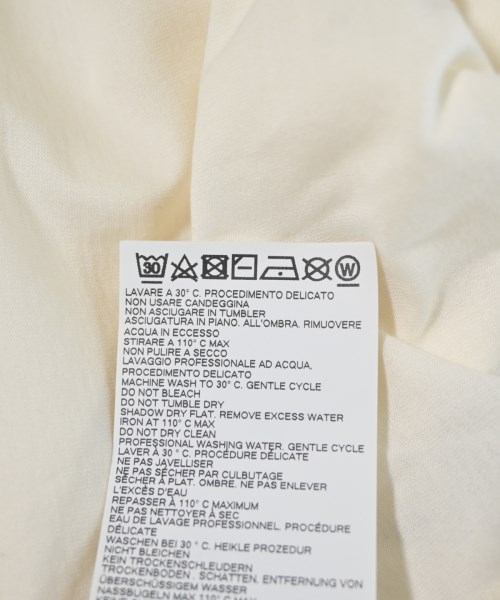 30 W
LAVARE A 30° C. PROCEDIMENTO DELICATO
NON USARE CANDEGGINA
NON ASCIUGARE IN TUMBLER
ASCIUGATURA IN PIANO. ALL'OMBRA. RIMUOVERE
ACQUA IN ECCESSO
STIRARE A 110° C MAX
NON PULIRE A SECCO
LAVAGGIO PROFESSIONALE AD ACQUA,
PROCEDIMENTO DELICATO
MACHINE WASH TO 30° C. GENTLE CYCLE
DO NOT BLEACH
DO NOT TUMBLE DRY
SHADOW DRY FLAT. REMOVE EXCESS WATER
IRON AT 110° C MAX
DO NOT DRY CLEAN
PROFESSIONAL WASHING WATER. GENTLE CYCLE
LAVER À 30 ° C. PROCÉDURE DÉLICATE
NE PAS JAVELLISER
NE PAS SÉCHER PAR CULBUTAGE
SÉCHER À PLAT. OMBRE. NE PAS ENLEVER
L'EXCÈS D'EAU
REPASSER À 110° C MAXIMUM
NE PAS NETTOYER À SEC
EAU DE LAVAGE PROFESSIONNEL. PROCÉDURE
DÉLICATE
WASCHEN BEI 30° C. HEIKLE PROZEDUR
NICHT BLEICHEN
KEIN TROCKENSCHLEUDERN
TROCKENBODEN . SCHATTEN. ENTFERNUNG VON
ÜBERSCHÜSSIGEM WASSER
NASSBÜGELN MAX 110 ° C MAX